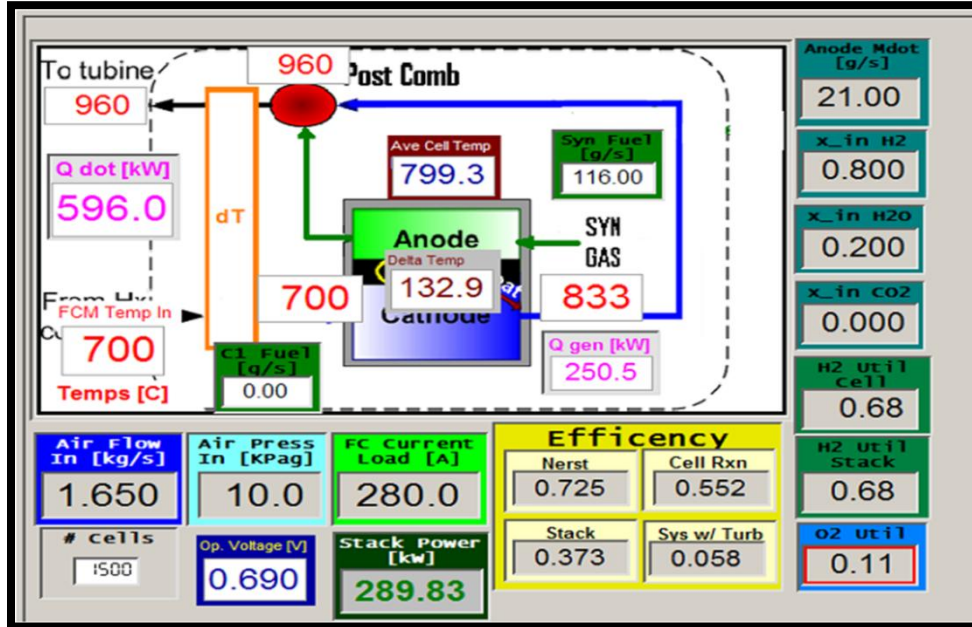 To tubine
960
960
Post Comb
Q dot [kW]
596.0
dT
Ave Cell Temp
799.3
Syn Fuel
[g/s]
116.00
Anode
SYN
GAS
Delta Temp
132.9
700
833
Cathode
FCM Temp In
700
Temps [C]
C1 Fuel
[g/s]
0.00
Q gen [kW]
250.5
Anode Mdot
[g/s]
21.00
x_in H2
0.800
x_in H2O
0.200
x_in CO2
0.000
H2 Util
Cell
0.68
H2 Util
Stack
0.68
O2 Util
0.11
Air Flow
In [kg/s]
1.650
Air Press
In [KPag]
10.0
FC Current
Load [A]
280.0
# Cells
1500
Op. Voltage [V]
0.690
Stack Power
[kw]
289.83
Efficency
Nerst
0.725
Cell Rxn
0.552
Stack
0.373
Sys w/ Turb
0.058